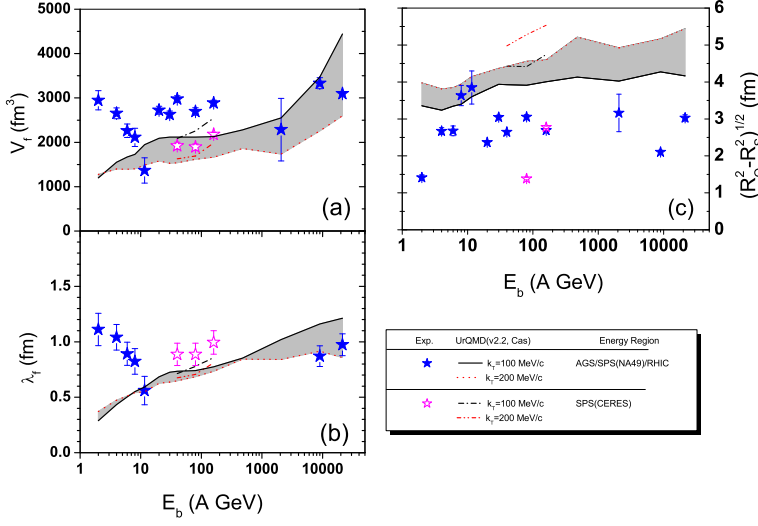 5000
4000
3000
2000
1000
0
V_f (fm^3)
(a)
1.5
1.0
0.5
0.0
λ_f (fm)
(b)
1 10 100 1000 10000
E_b (A GeV)
6
5
4
3
2
1
0
(R_O^2-R_S^2)^{1/2} (fm)
(c)
1 10 100 1000 10000
E_b (A GeV)
Exp. UrQMD(v2.2, Cas) Energy Region
k_T=100 MeV/c AGS/SPS(NA49)/RHIC
k_T=200 MeV/c
k_T=100 MeV/c SPS(CERES)
k_T=200 MeV/c